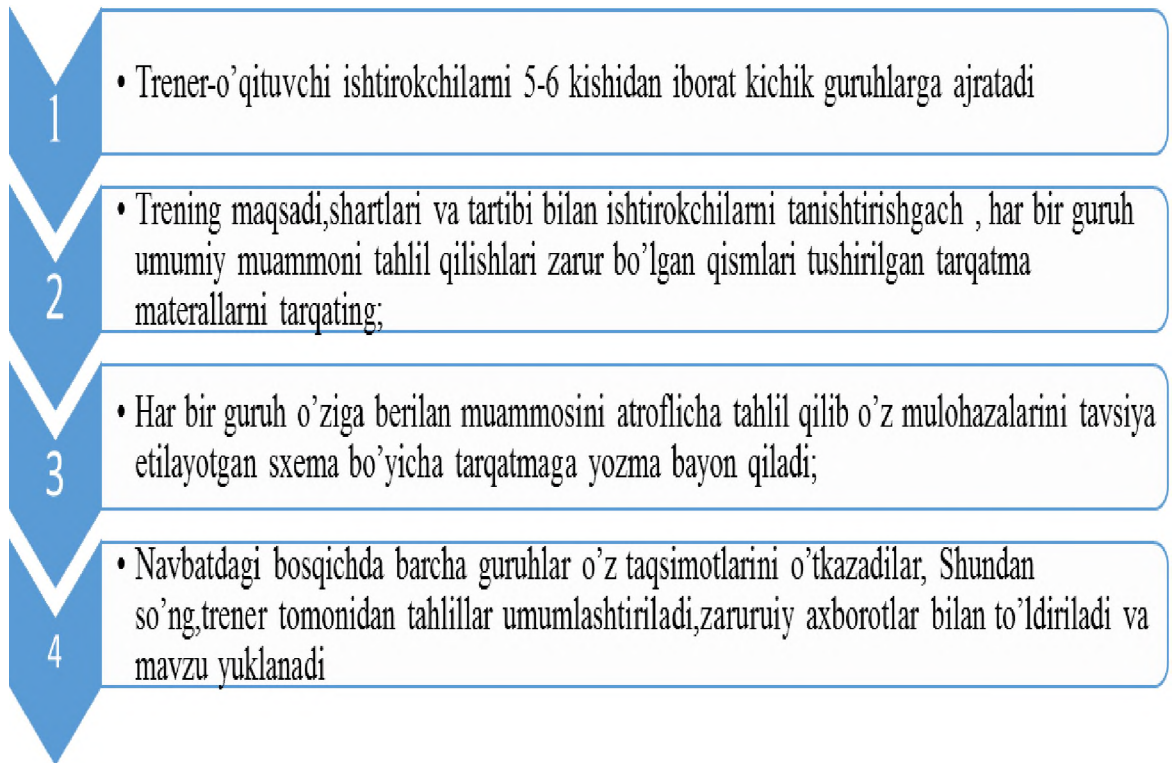 1
• Trener-o’qituvchi ishtirokchilarni 5-6 kishidan iborat kichik guruhlarga ajratadi
2
• Trening maqsadi,shartlari va tartibi bilan ishtirokchilarni tanishtirishgach , har bir guruh
umumiy muammoni tahlil qilishlari zarur bo’lgan qismlari tushirilgan tarqatma
materallarni tarqating;
3
• Har bir guruh o’ziga berilan muammosini atroflicha tahlil qilib o’z mulohazalarini tavsiya
etilayotgan sxema bo’yicha tarqatmaga yozma bayon qiladi;
4
• Navbatdagi bosqichda barcha guruhlar o’z taqsimotlarini o’tkazadilar, Shundan
so’ng,trener tomonidan tahlillar umumlashtiriladi,zaruruiy axborotlar bilan to’ldiriladi va
mavzu yuklanadi